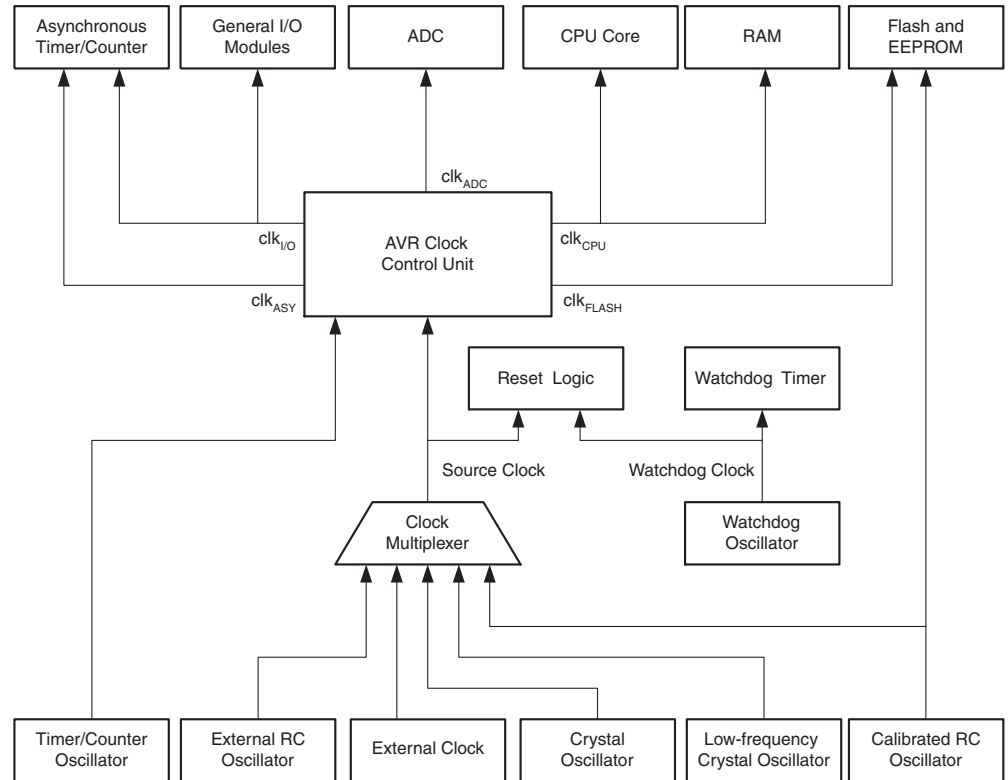 Asynchronous
Timer/Counter
General I/O
Modules
ADC
CPU Core
RAM
Flash and
EEPROM
clkADC
clkI/O
AVR Clock
Control Unit
clkCPU
clkASY
clkFLASH
Reset Logic
Watchdog Timer
Source Clock
Watchdog Clock
Clock
Multiplexer
Watchdog
Oscillator
Timer/Counter
Oscillator
External RC
Oscillator
External Clock
Crystal
Oscillator
Low-frequency
Crystal Oscillator
Calibrated RC
Oscillator